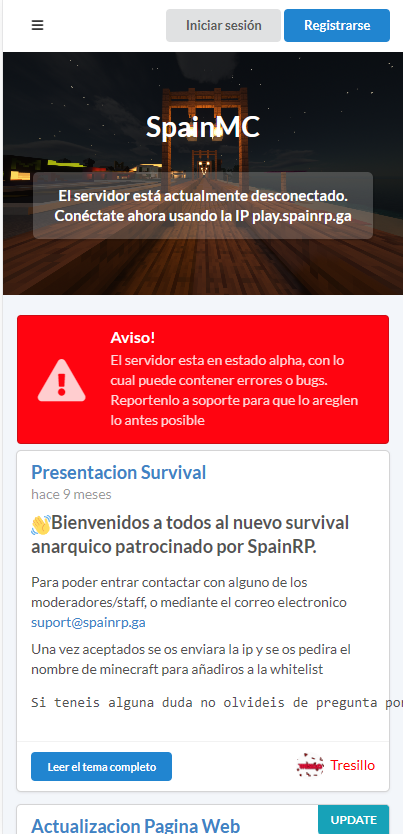 Iniciar sesión
Registrarse
SpainMC
El servidor está actualmente desconectado.
Conéctate ahora usando la IP play.spainrp.ga
Aviso!
El servidor esta en estado alpha, con lo
cual puede contener errores o bugs.
Reportenlo a soporte para que lo areglen
lo antes posible
Presentacion Survival
hace 9 meses
👋Bienvenidos a todos al nuevo survival
anarquico patrocinado por SpainRP.
Para poder entrar contactar con alguno de los
moderadores/staff, o mediante el correo electronico
suport@spainrp.ga
Una vez aceptados se os enviara la ip y se os pedira el
nombre de minecraft para añadiros a la whitelist
Si teneis alguna duda no olvideis de pregunta por
Leer el tema completo
Tresillo
Actualizacion Pagina Web
UPDATE